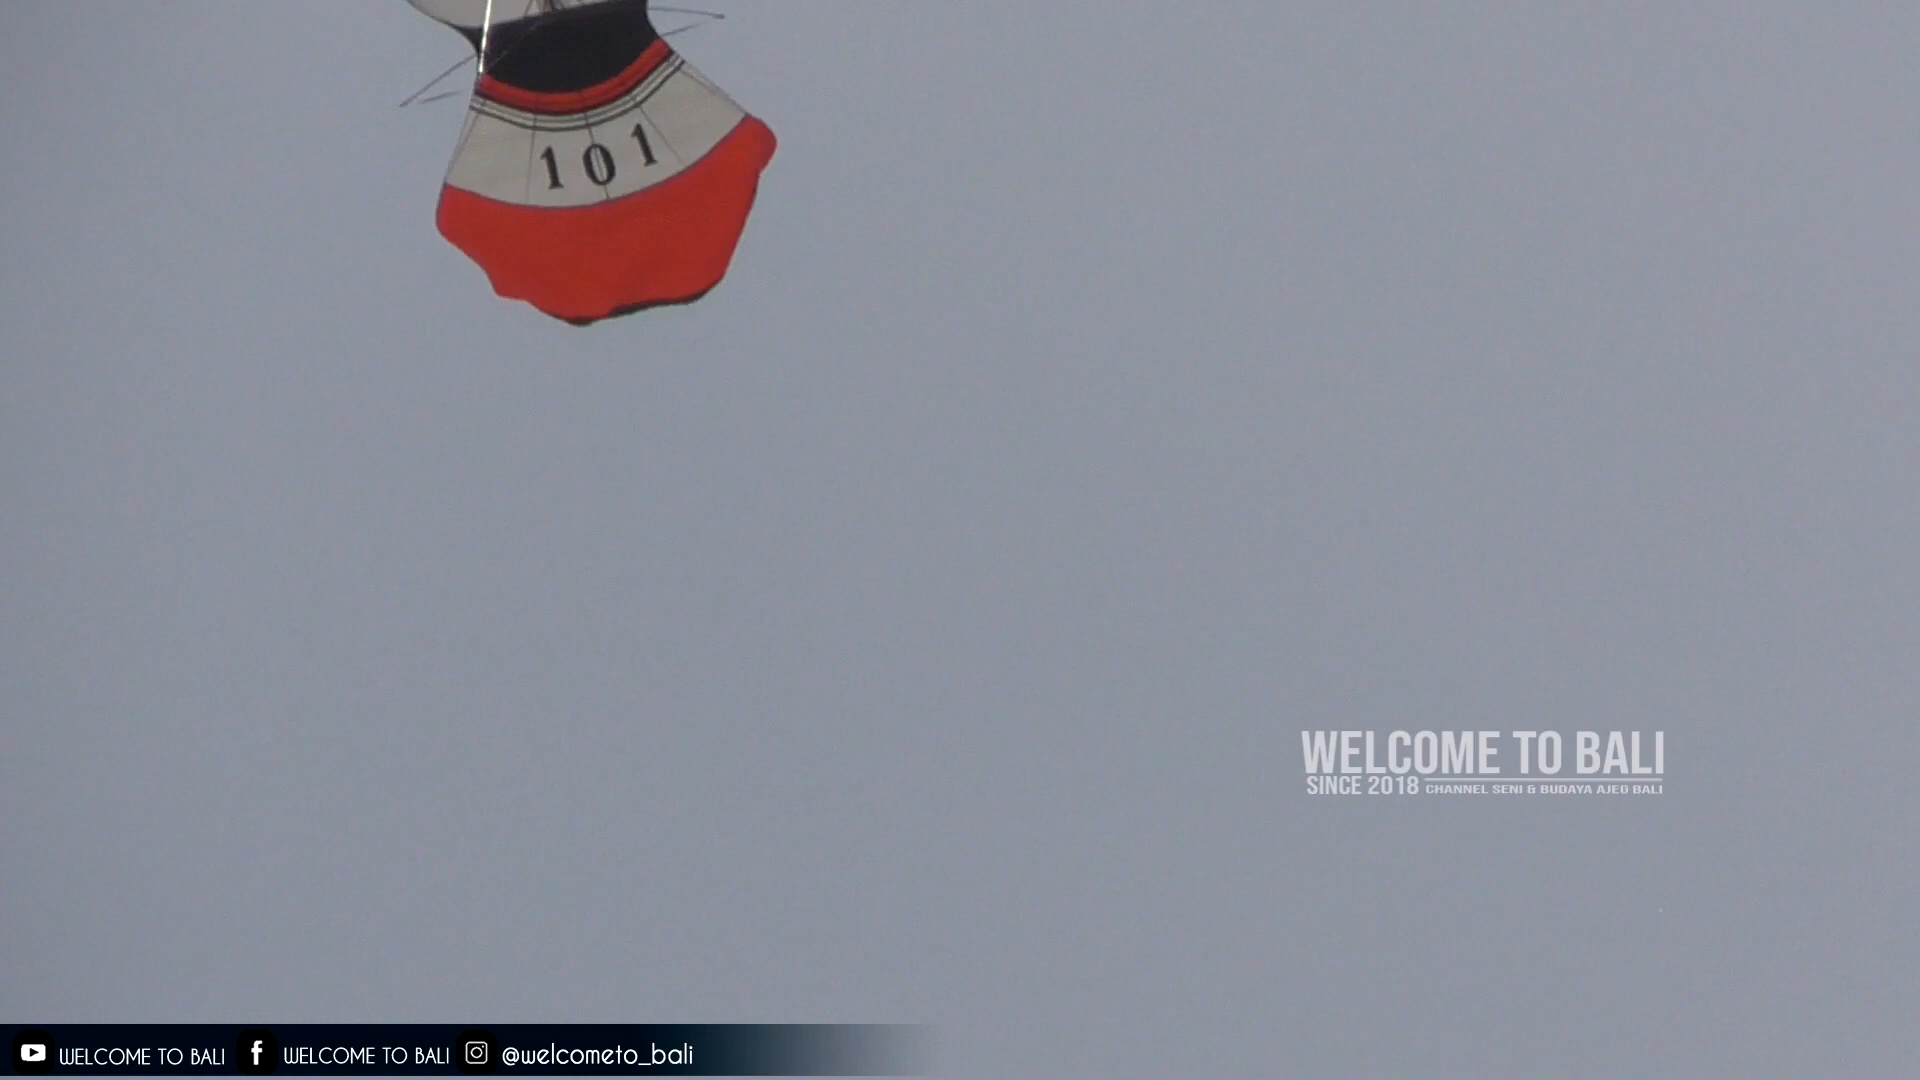 101
WELCOME TO BALI
SINCE 2018 CHANNEL SENI & BUDAYA AJEG BALI
WELCOME TO BALI WELCOME TO BALI @welcometo_bali